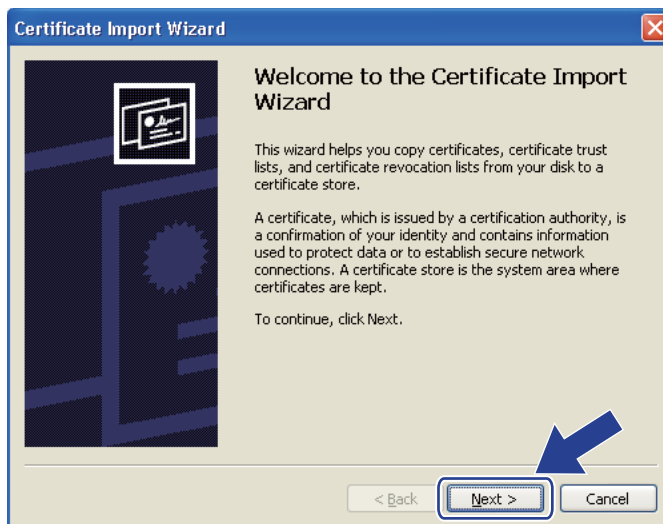 Certificate Import Wizard
Welcome to the Certificate Import
Wizard
This wizard helps you copy certificates, certificate trust
lists, and certificate revocation lists from your disk to a
certificate store.
A certificate, which is issued by a certification authority, is
a confirmation of your identity and contains information
used to protect data or to establish secure network
connections. A certificate store is the system area where
certificates are kept.
To continue, click Next.
< Back
Next >
Cancel